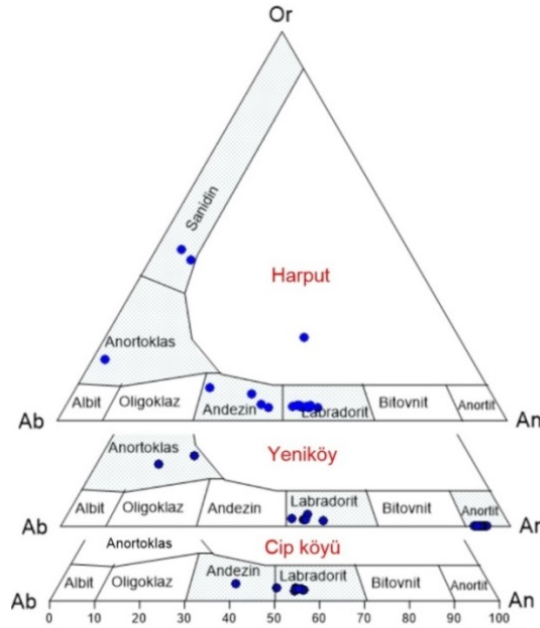 Or
Sanidin
Harput
Anortoklas
Albit Oligoklaz Andezin Labradorit Bitovnit Anortit
Ab An
Anortoklas Yeniköy
Albit Oligoklaz Andezin Labradorit Bitovnit Anortit
Ab An
Anortoklas Cip köyü
Albit Oligoklaz Andezin Labradorit Bitovnit Anortit
Ab An
0 10 20 30 40 50 60 70 80 90 100